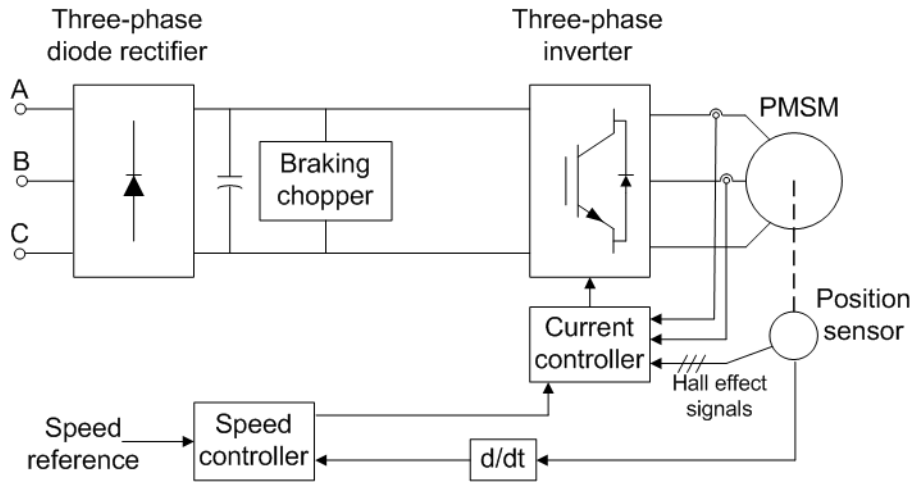 Three-phase
diode rectifier
Three-phase
inverter
A
B
C
Braking
chopper
PMSM
Current
controller
Position
sensor
Hall effect
signals
Speed
reference
Speed
controller
d/dt